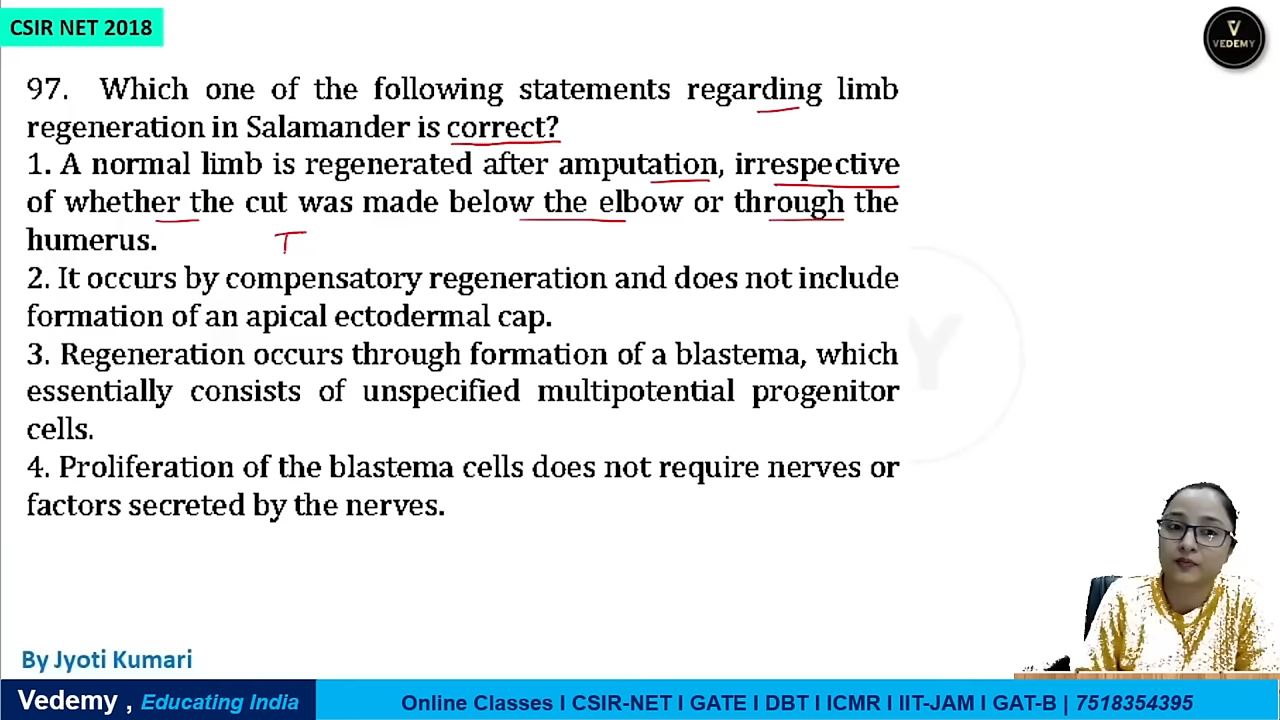 CSIR NET 2018
VEDEMY
97. Which one of the following statements regarding limb
regeneration in Salamander is correct?
1. A normal limb is regenerated after amputation, irrespective
of whether the cut was made below the elbow or through the
humerus.
T
2. It occurs by compensatory regeneration and does not include
formation of an apical ectodermal cap.
3. Regeneration occurs through formation of a blastema, which
essentially consists of unspecified multipotential progenitor
cells.
4. Proliferation of the blastema cells does not require nerves or
factors secreted by the nerves.
By Jyoti Kumari
Vedemy , Educating India
Online Classes I CSIR-NET I GATE I DBT I ICMR I IIT-JAM I GAT-B | 7518354395